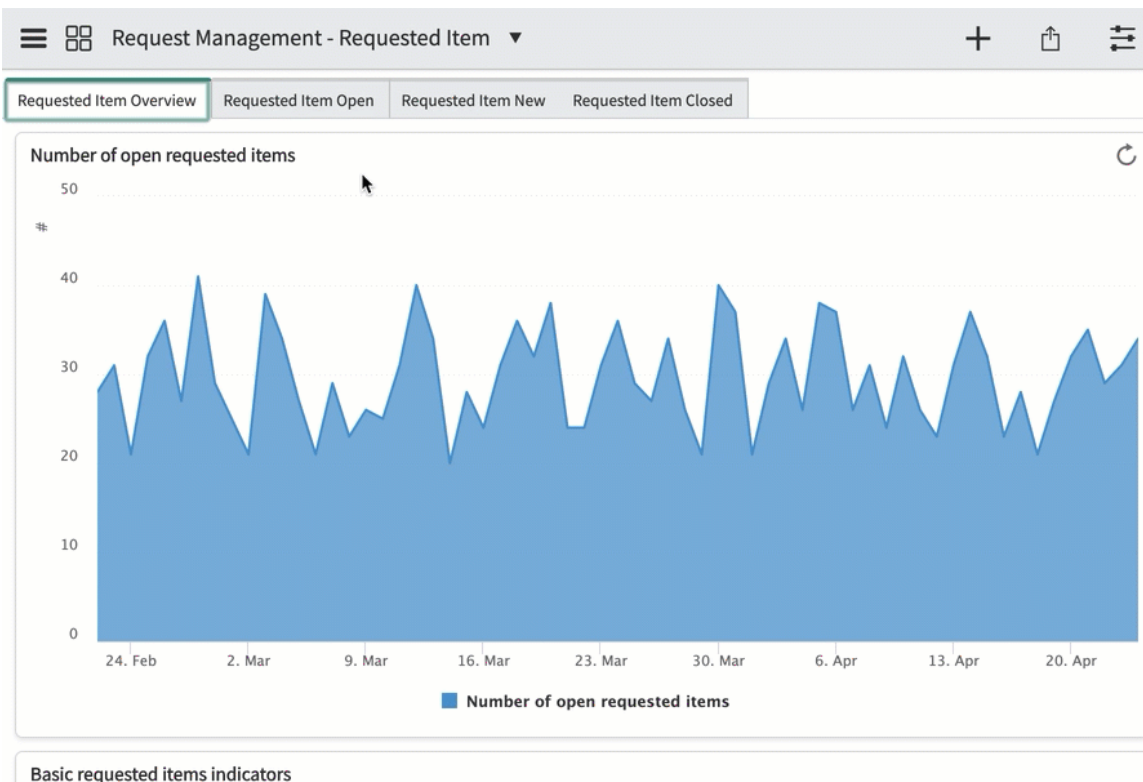 Request Management - Requested Item ▼
Requested Item Overview Requested Item Open Requested Item New Requested Item Closed
Number of open requested items
50
#
40
30
20
10
0
24. Feb 2. Mar 9. Mar 16. Mar 23. Mar 30. Mar 6. Apr 13. Apr 20. Apr
Number of open requested items
Basic requested items indicators